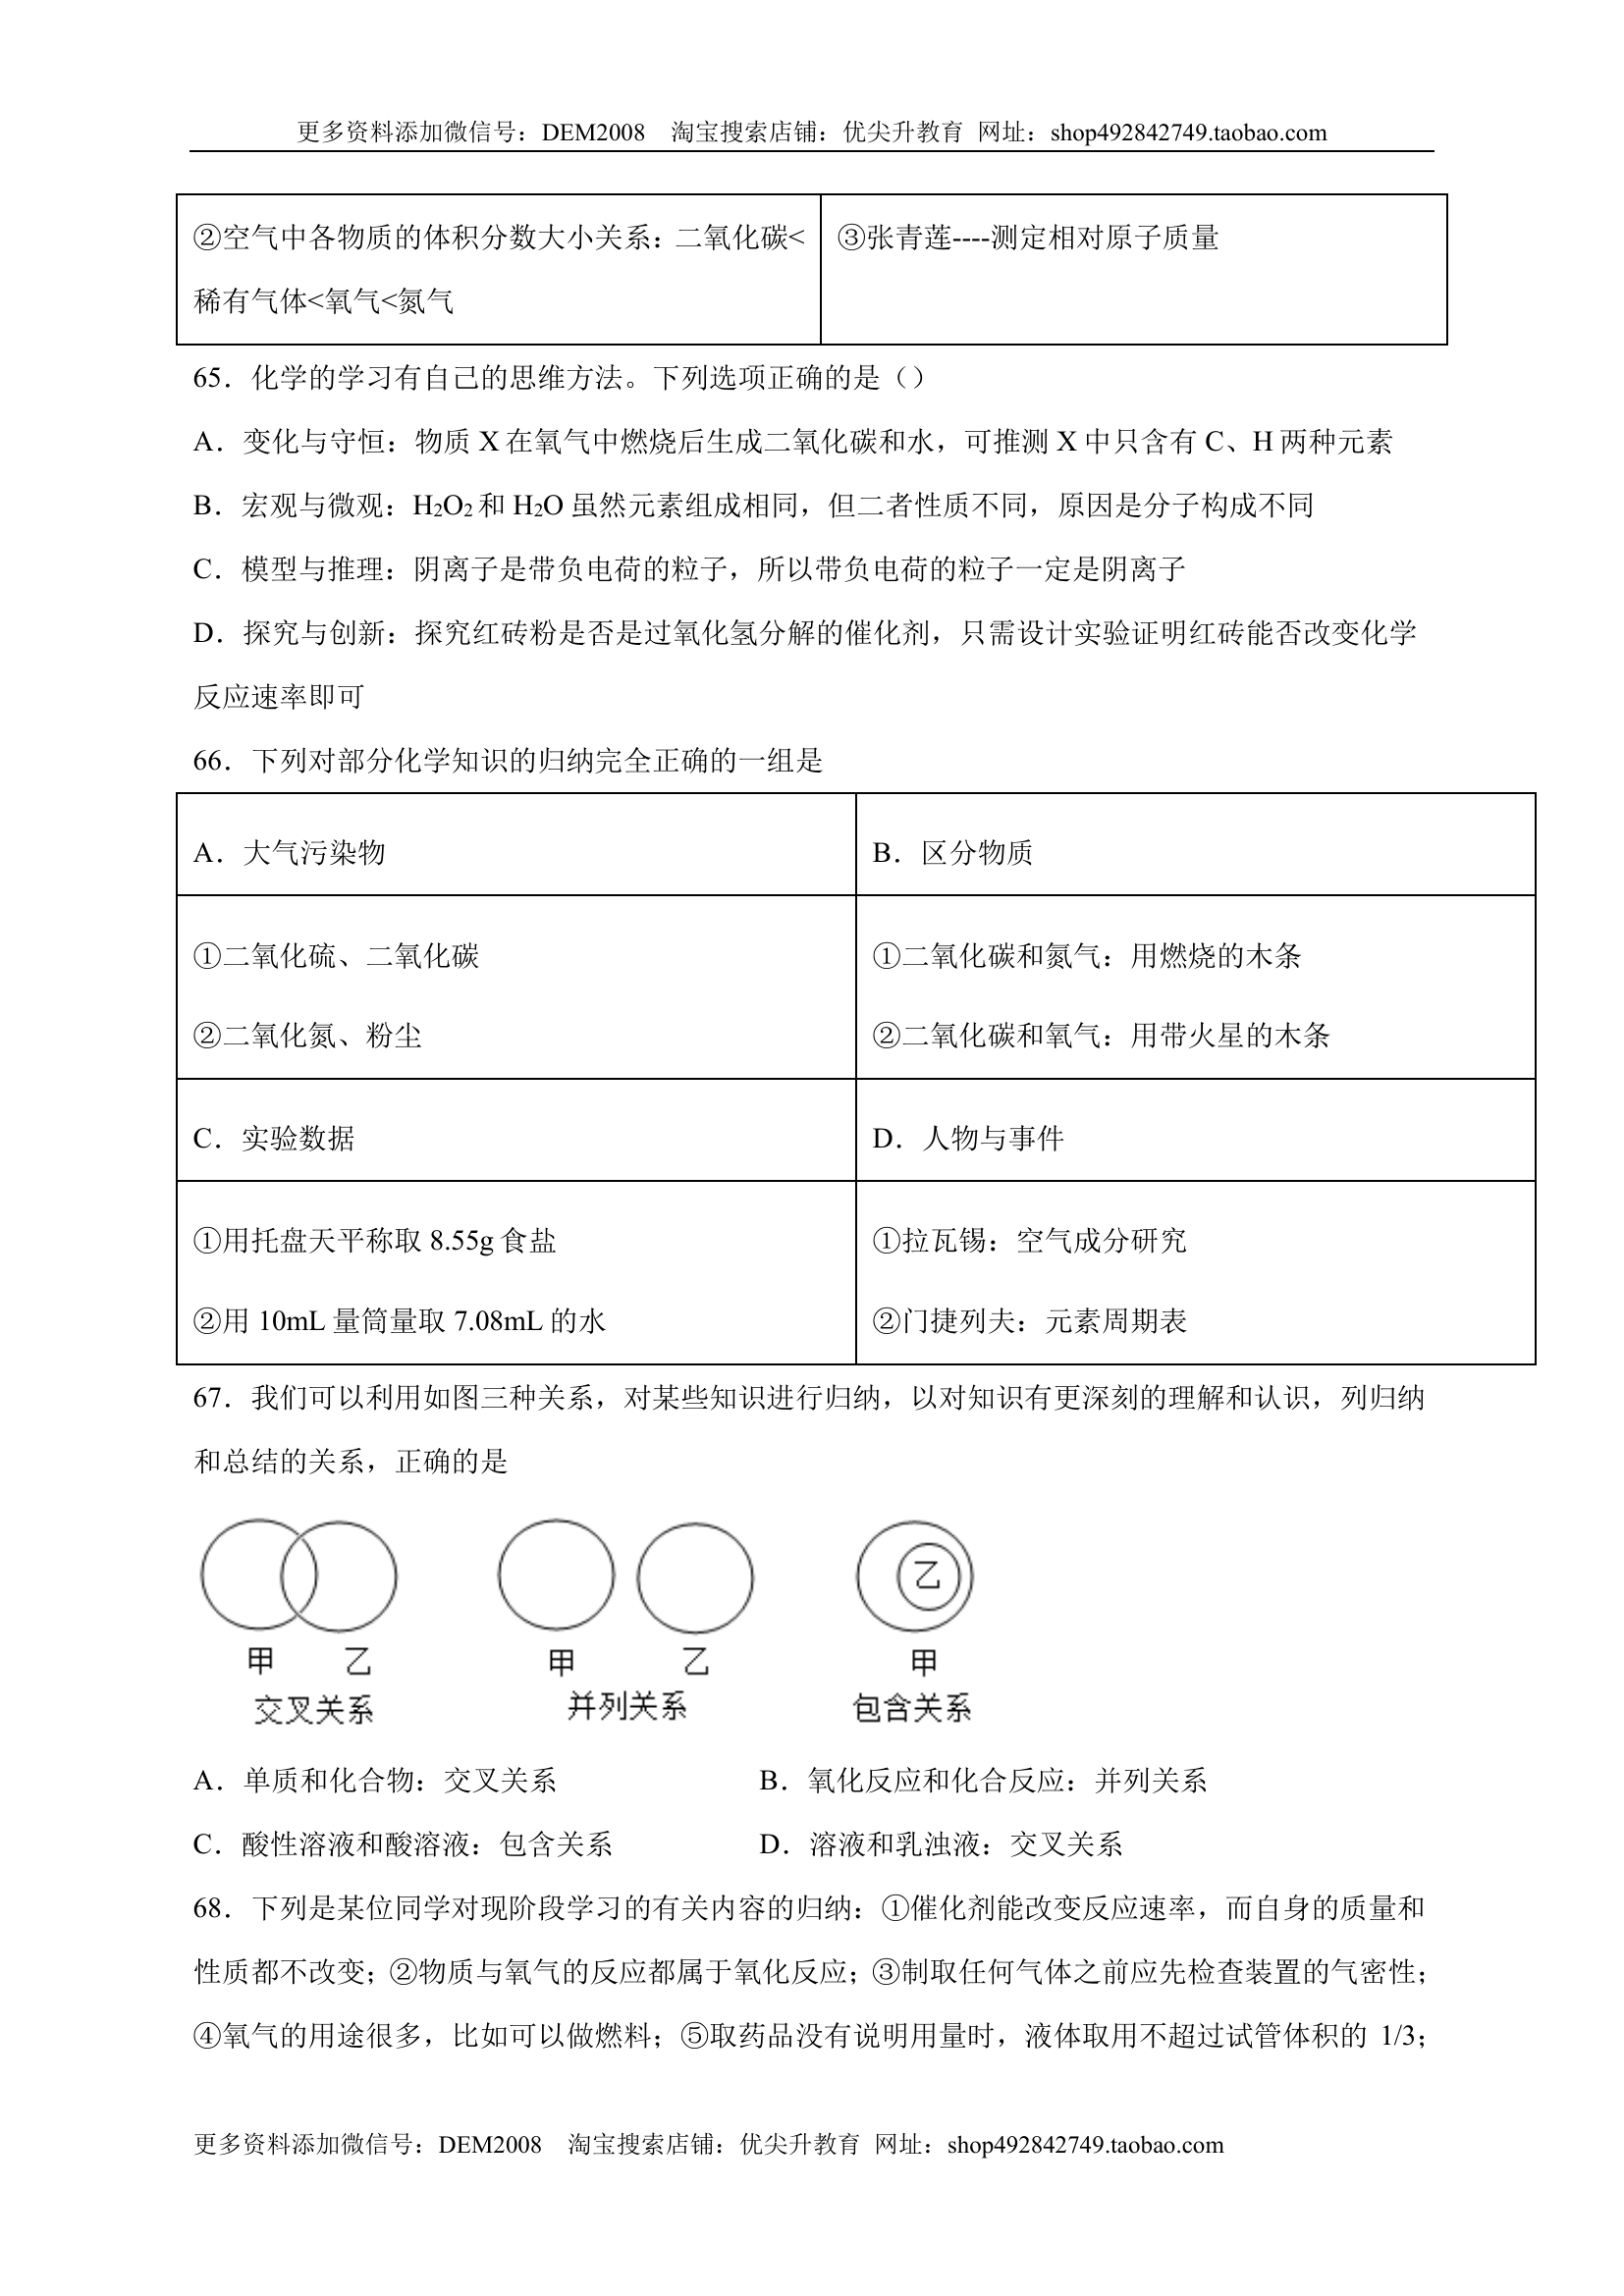 更多资料添加微信号：DEM2008　淘宝搜索店铺：优尖升教育 网址：shop492842749.taobao.com
②空气中各物质的体积分数大小关系：二氧化碳<
稀有气体<氧气<氮气
③张青莲----测定相对原子质量
65．化学的学习有自己的思维方法。下列选项正确的是（）
A．变化与守恒：物质 X 在氧气中燃烧后生成二氧化碳和水，可推测 X 中只含有 C、H 两种元素
B．宏观与微观：H₂O₂ 和 H₂O 虽然元素组成相同，但二者性质不同，原因是分子构成不同
C．模型与推理：阴离子是带负电荷的粒子，所以带负电荷的粒子一定是阴离子
D．探究与创新：探究红砖粉是否是过氧化氢分解的催化剂，只需设计实验证明红砖能否改变化学
反应速率即可
66．下列对部分化学知识的归纳完全正确的一组是
A．大气污染物
B．区分物质
①二氧化硫、二氧化碳
②二氧化氮、粉尘
①二氧化碳和氮气：用燃烧的木条
②二氧化碳和氧气：用带火星的木条
C．实验数据
D．人物与事件
①用托盘天平称取 8.55g 食盐
②用 10mL 量筒量取 7.08mL 的水
①拉瓦锡：空气成分研究
②门捷列夫：元素周期表
67．我们可以利用如图三种关系，对某些知识进行归纳，以对知识有更深刻的理解和认识，列归纳
和总结的关系，正确的是
乙
甲 乙 甲 乙 甲
交叉关系 并列关系 包含关系
A．单质和化合物：交叉关系 B．氧化反应和化合反应：并列关系
C．酸性溶液和酸溶液：包含关系 D．溶液和乳浊液：交叉关系
68．下列是某位同学对现阶段学习的有关内容的归纳：①催化剂能改变反应速率，而自身的质量和
性质都不改变；②物质与氧气的反应都属于氧化反应；③制取任何气体之前应先检查装置的气密性；
④氧气的用途很多，比如可以做燃料；⑤取药品没有说明用量时，液体取用不超过试管体积的 1/3；
更多资料添加微信号：DEM2008　淘宝搜索店铺：优尖升教育 网址：shop492842749.taobao.com